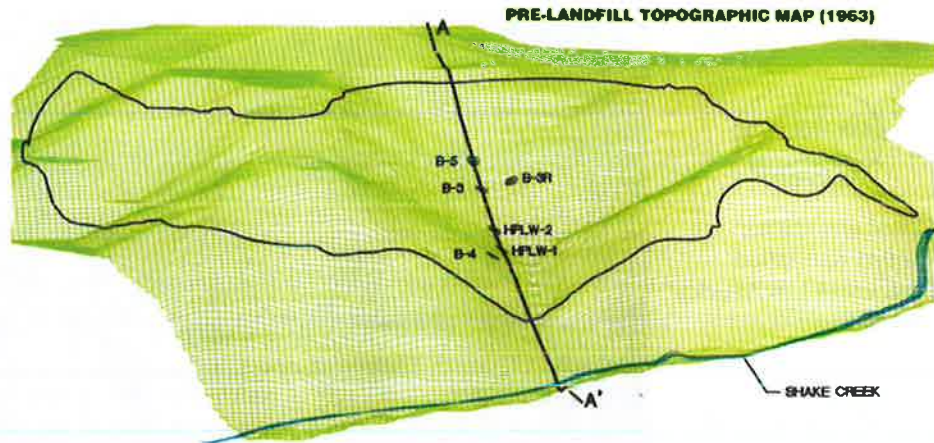 PRE-LANDFILL TOPOGRAPHIC MAP (1963)
A
B-5
B-3R
B-3
HPLW-2
B-4
HPLW-1
A'
SHAKE CREEK